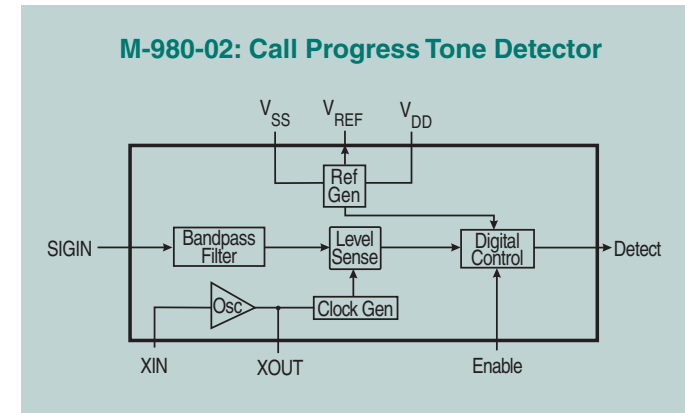 M-980-02: Call Progress Tone Detector
VSS VREF VDD
Ref
Gen
SIGIN
Bandpass
Filter
Level
Sense
Digital
Control
Detect
Osc
Clock Gen
XIN
XOUT
Enable